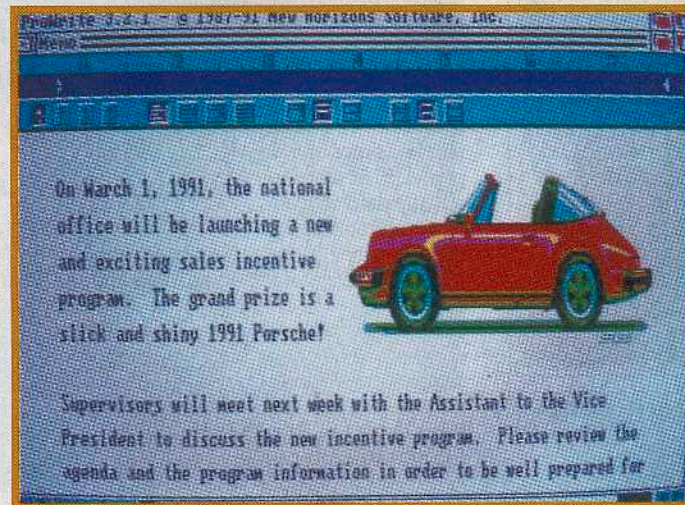 ProWrite 3.2.1 - © 1987-91 New Horizons Software, Inc.
Memo
On March 1, 1991, the national
office will be launching a new
and exciting sales incentive
program. The grand prize is a
slick and shiny 1991 Porsche!
Supervisors will meet next week with the Assistant to the Vice
President to discuss the new incentive program. Please review the
agenda and the program information in order to be well prepared for